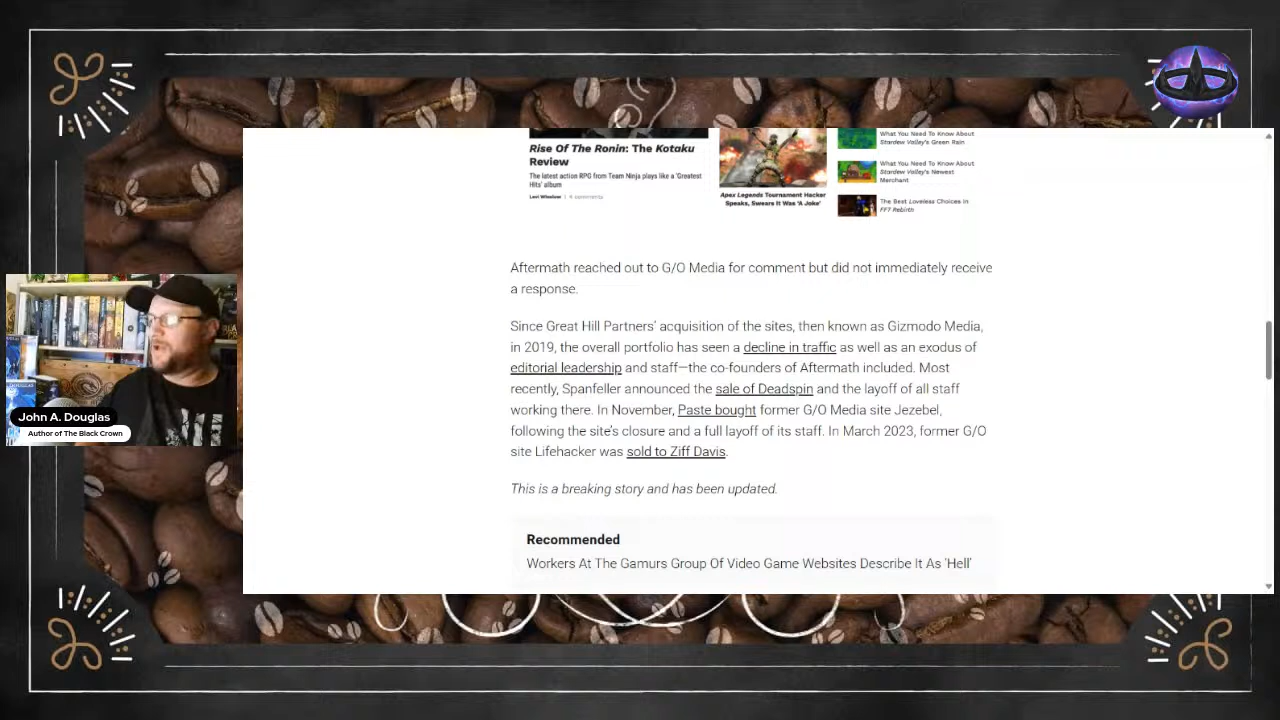 Rise Of The Ronin: The Kotaku
Review
The latest action RPG from Team Ninja plays like a 'Greatest
Hits' album
Apex Legends Tournament Hacker
Speaks, Swears It Was 'A Joke'
What You Need To Know About
Stardew Valley's Green Rain
What You Need To Know About
Stardew Valley's Newest
Merchant
The Best Loveless Choices In
FF7 Rebirth
Aftermath reached out to G/O Media for comment but did not immediately receive
a response.
Since Great Hill Partners' acquisition of the sites, then known as Gizmodo Media,
in 2019, the overall portfolio has seen a decline in traffic as well as an exodus of
editorial leadership and staff—the co-founders of Aftermath included. Most
recently, Spanfeller announced the sale of Deadspin and the layoff of all staff
working there. In November, Paste bought former G/O Media site Jezebel,
following the site's closure and a full layoff of its staff. In March 2023, former G/O
site Lifehacker was sold to Ziff Davis.
This is a breaking story and has been updated.
Recommended
Workers At The Gamurs Group Of Video Game Websites Describe It As 'Hell'
John A. Douglas
Author of The Black Crown